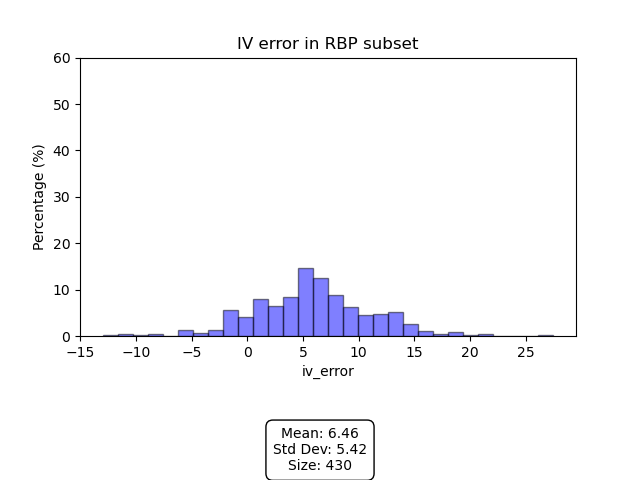 IV error in RBP subset
Percentage (%)
60
50
40
30
20
10
0
−15 −10 −5 0 5 10 15 20 25
iv_error
Mean: 6.46
Std Dev: 5.42
Size: 430